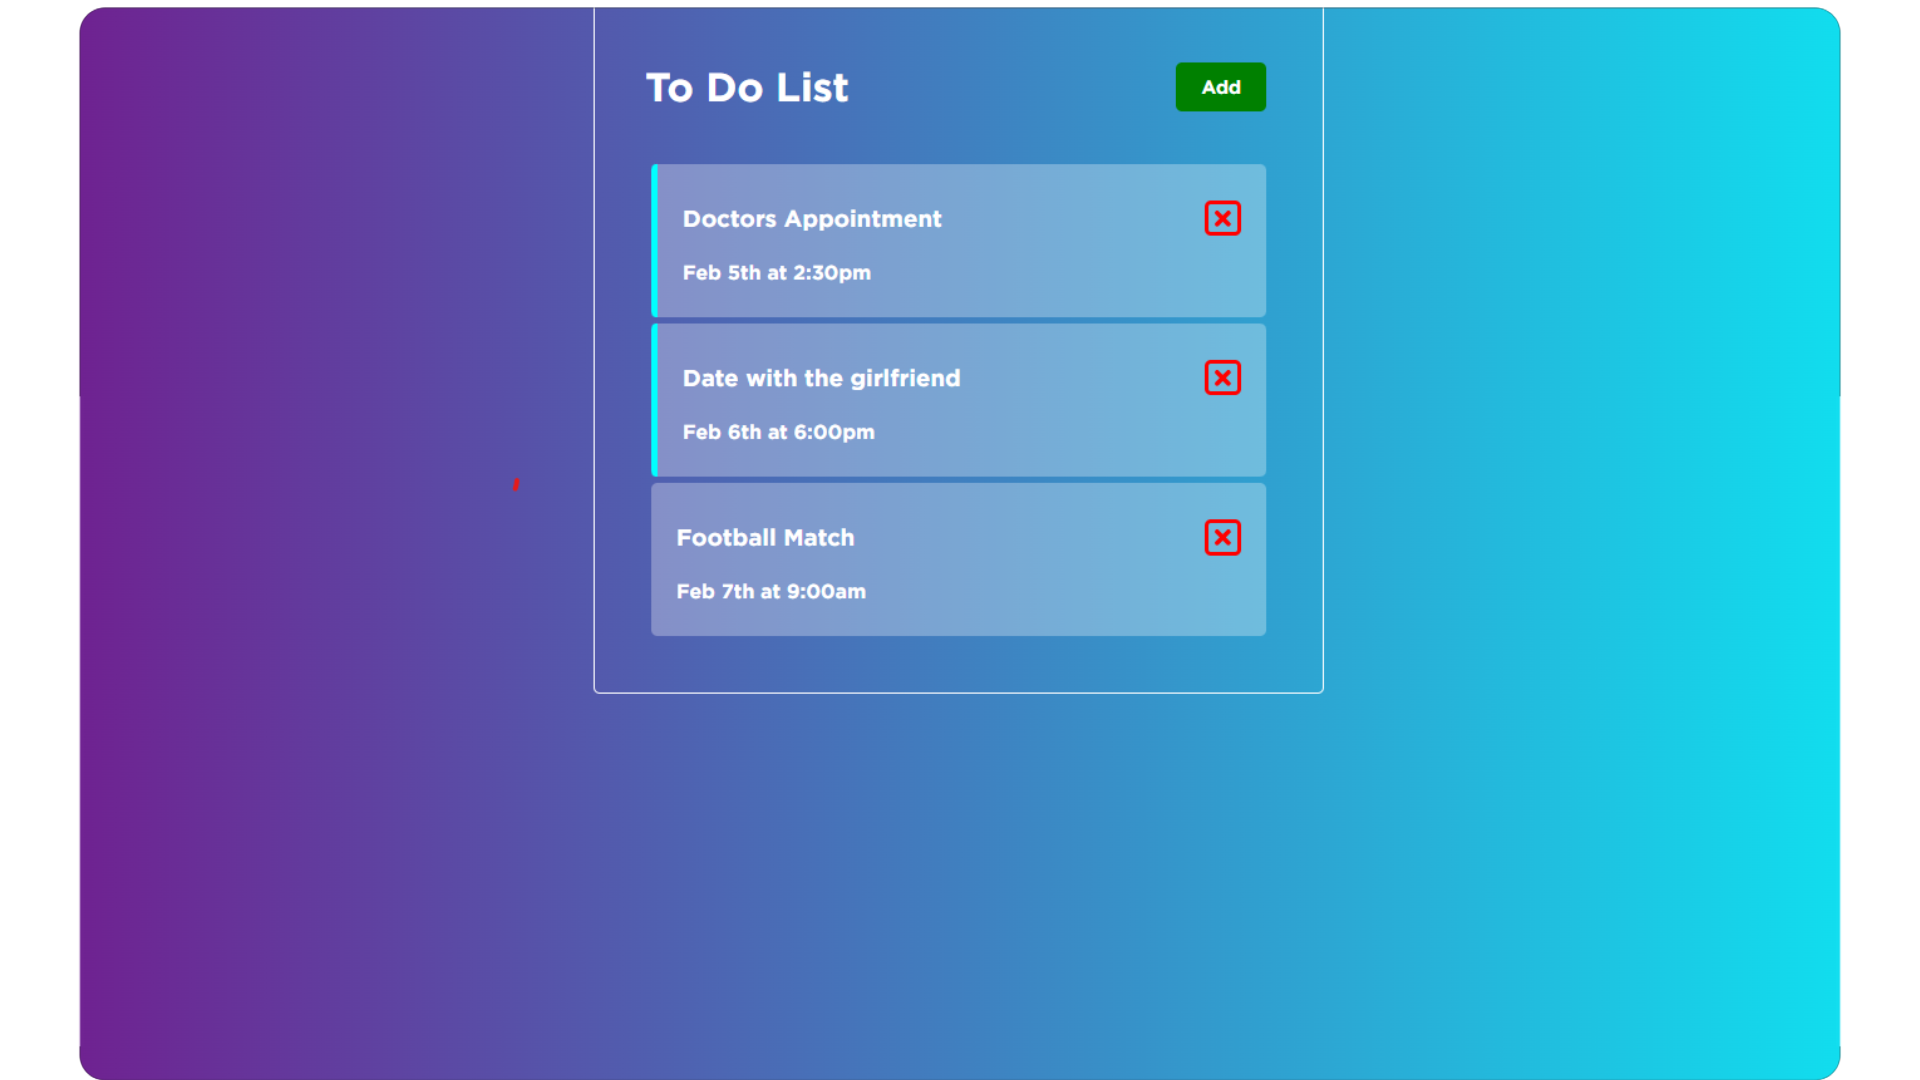 To Do List
Add
Doctors Appointment
Feb 5th at 2:30pm
Date with the girlfriend
Feb 6th at 6:00pm
Football Match
Feb 7th at 9:00am